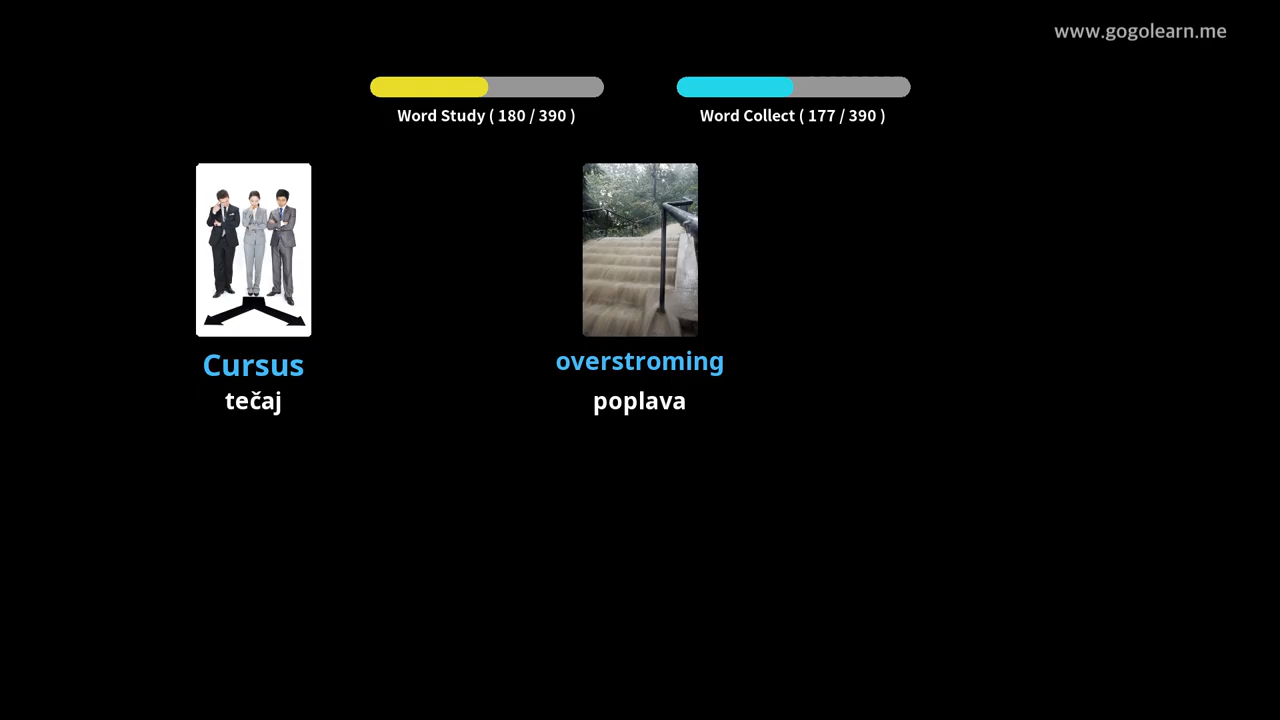 www.gogolearn.me
Word Study ( 180 / 390 )
Word Collect ( 177 / 390 )
Cursus
tečaj
overstroming
poplava